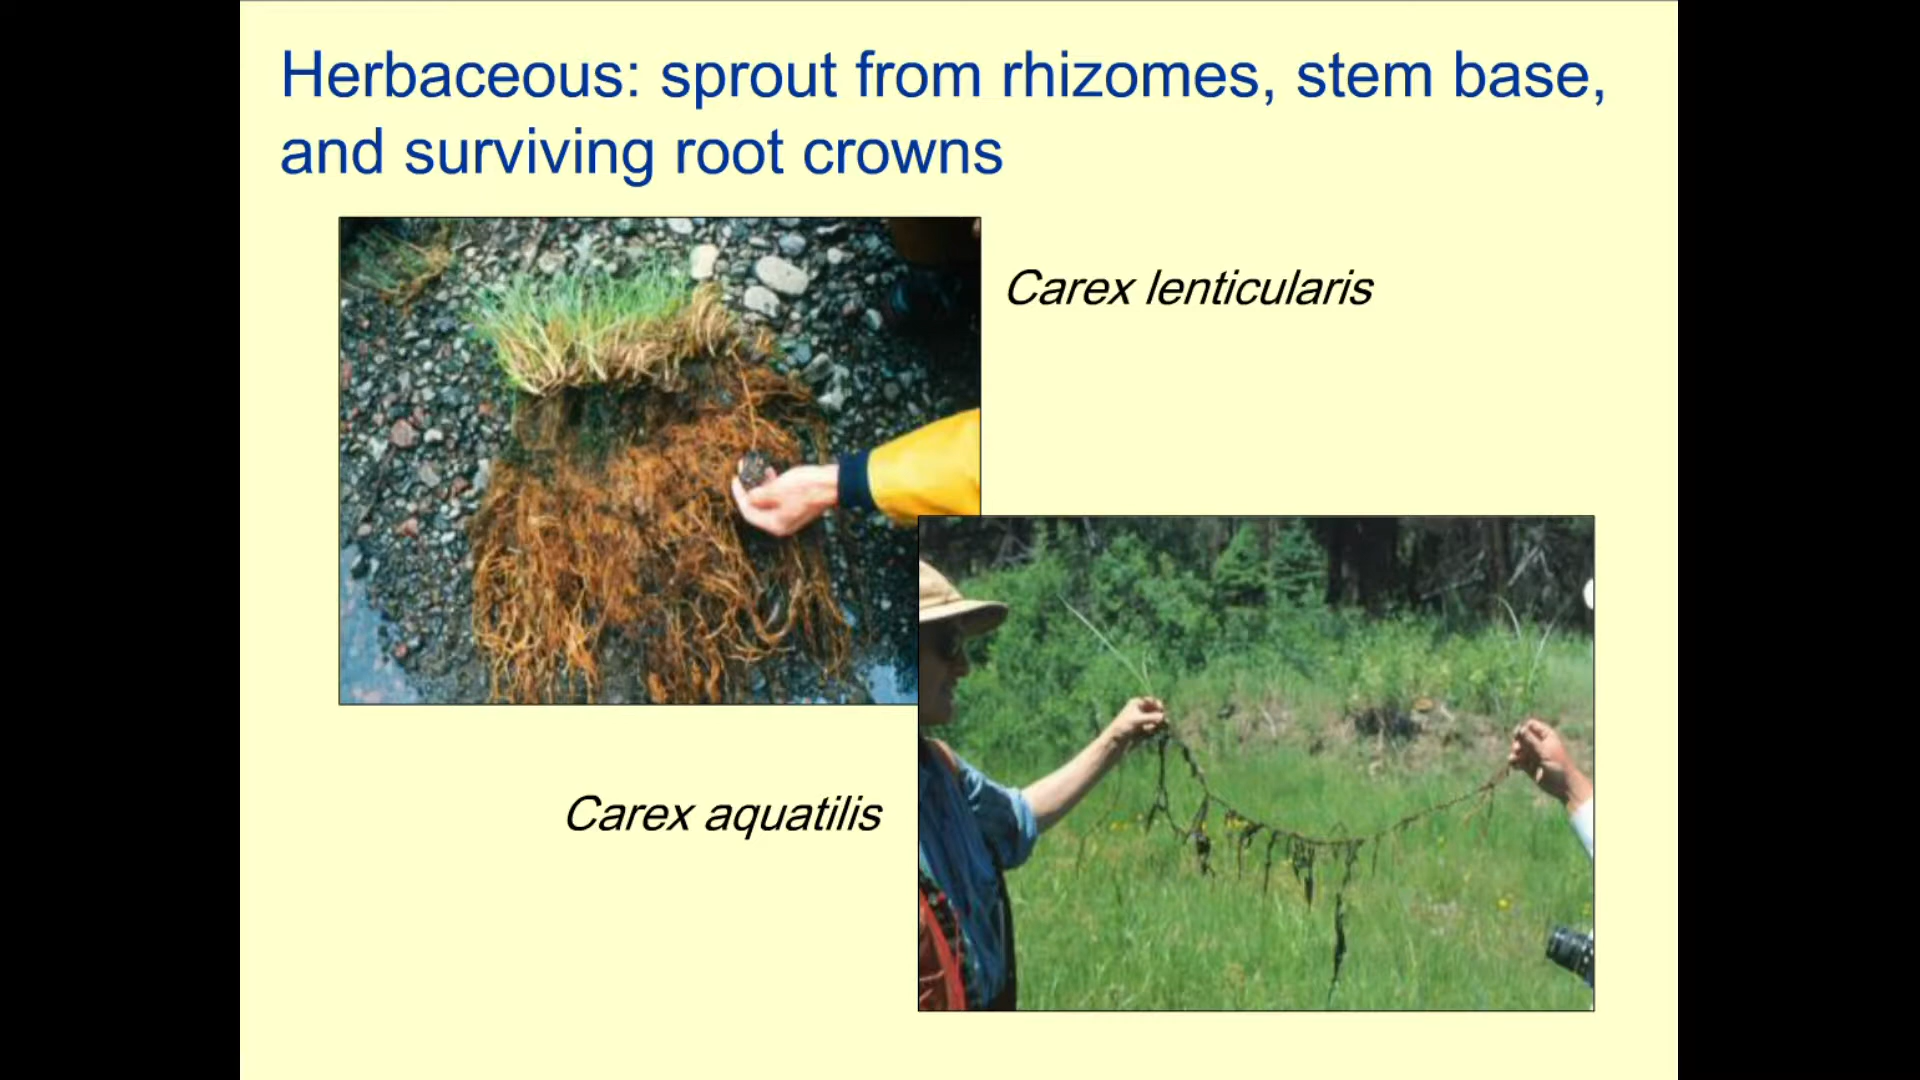 Herbaceous: sprout from rhizomes, stem base,
and surviving root crowns
Carex lenticularis
Carex aquatilis